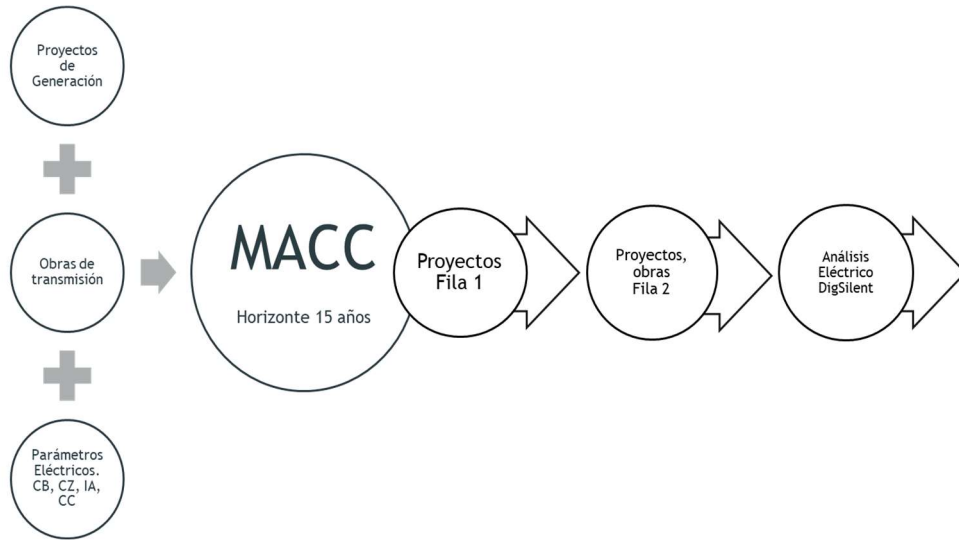 Proyectos
de
Generación
Obras de
transmisión
Parámetros
Eléctricos.
CB, CZ, IA,
CC
MACC
Horizonte 15 años
Proyectos
Fila 1
Proyectos,
obras
Fila 2
Análisis
Eléctrico
DigSilent